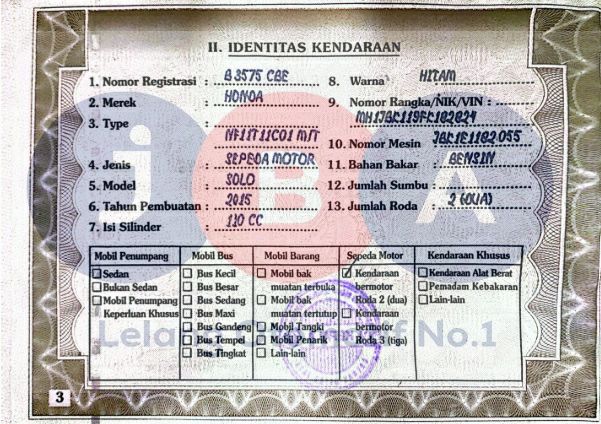 II. IDENTITAS KENDARAAN
1. Nomor Registrasi : B 3575 CBE
2. Merek : HONDA
3. Type :
NF11T11C01 M/T
4. Jenis : SEPEDA MOTOR
5. Model : SOLO
6. Tahun Pembuatan : 2015
7. Isi Silinder : 110 CC
8. Warna : HITAM
9. Nomor Rangka/NIK/VIN :
MH1JBK119FK182824
10. Nomor Mesin : JBK1E1182055
11. Bahan Bakar : BENSIN
12. Jumlah Sumbu :
13. Jumlah Roda : 2 (DUA)
Mobil Penumpang
Sedan
Bukan Sedan
Mobil Penumpang
Keperluan Khusus
Mobil Bus
Bus Kecil
Bus Besar
Bus Sedang
Bus Maxi
Bus Gandeng
Bus Tempel
Bus Tingkat
Mobil Barang
Mobil bak
muatan terbuka
Mobil bak
muatan tertutup
Mobil Tangki
Mobil Penarik
Lain-lain
Sepeda Motor
Kendaraan
bermotor
Roda 2 (dua)
Kendaraan
bermotor
Roda 3 (tiga)
Kendaraan Khusus
Kendaraan Alat Berat
Pemadam Kebakaran
Lain-lain
JBA
No.1
3